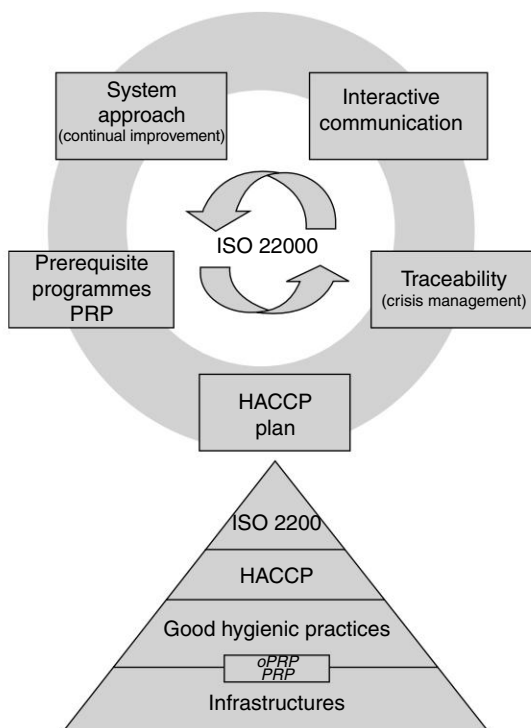 System
approach
(continual improvement)
Interactive
communication
ISO 22000
Prerequisite
programmes
PRP
Traceability
(crisis management)
HACCP
plan
ISO 2200
HACCP
Good hygienic practices
oPRP
PRP
Infrastructures